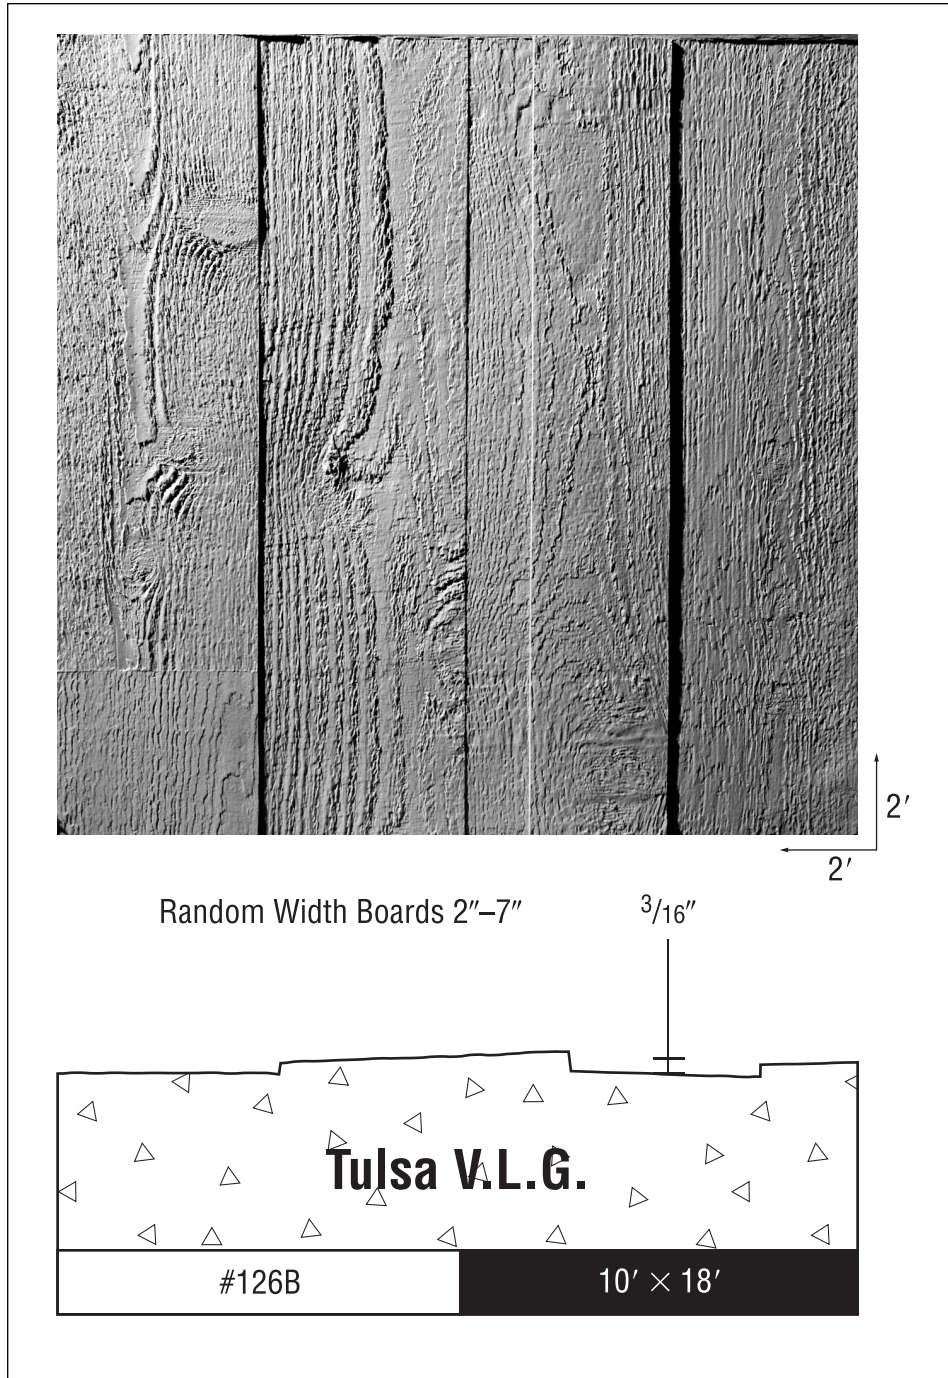 2′
2′
Random Width Boards 2″–7″
3/16″
Tulsa V.L.G.
#126B
10′ × 18′